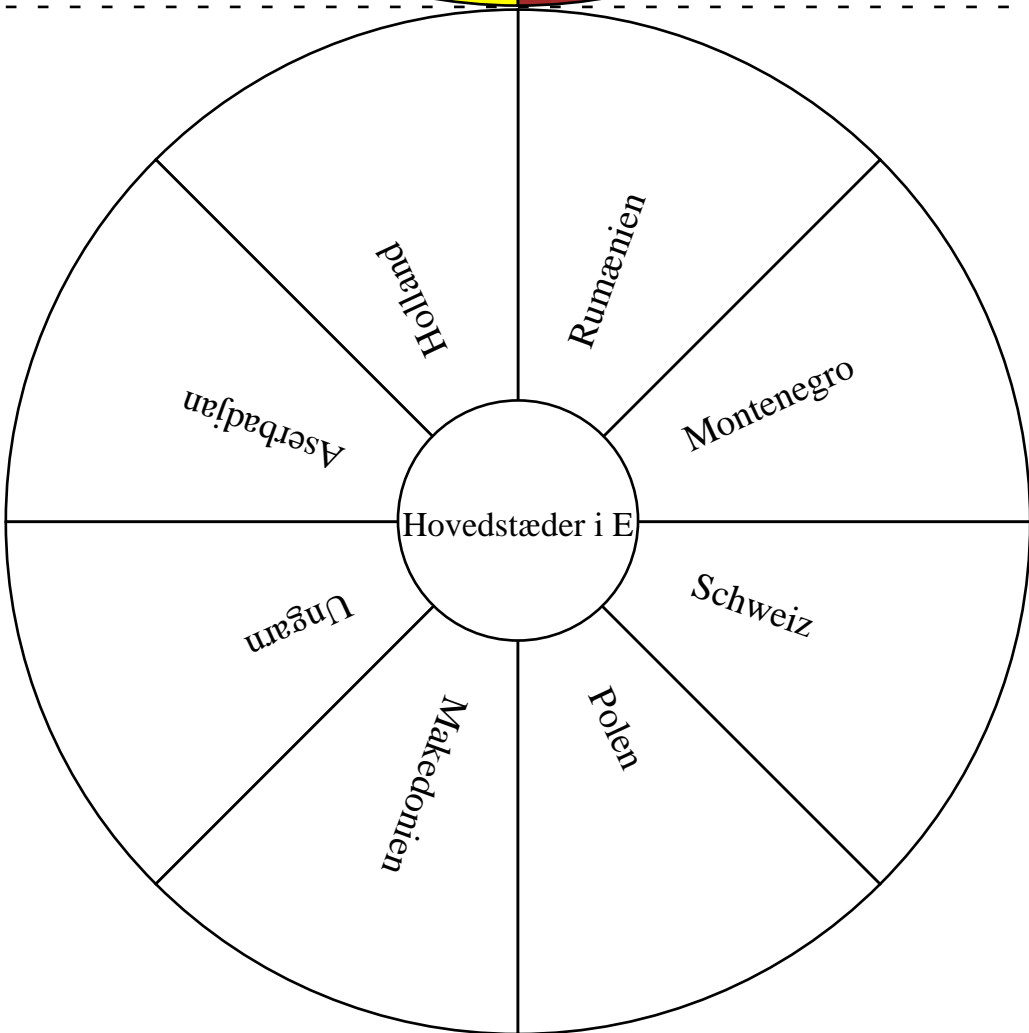 Rumænien
Montenegro
Schweiz
Polen
Makedonien
Ungarn
Aserbadjan
Holland
Hovedstæder i E